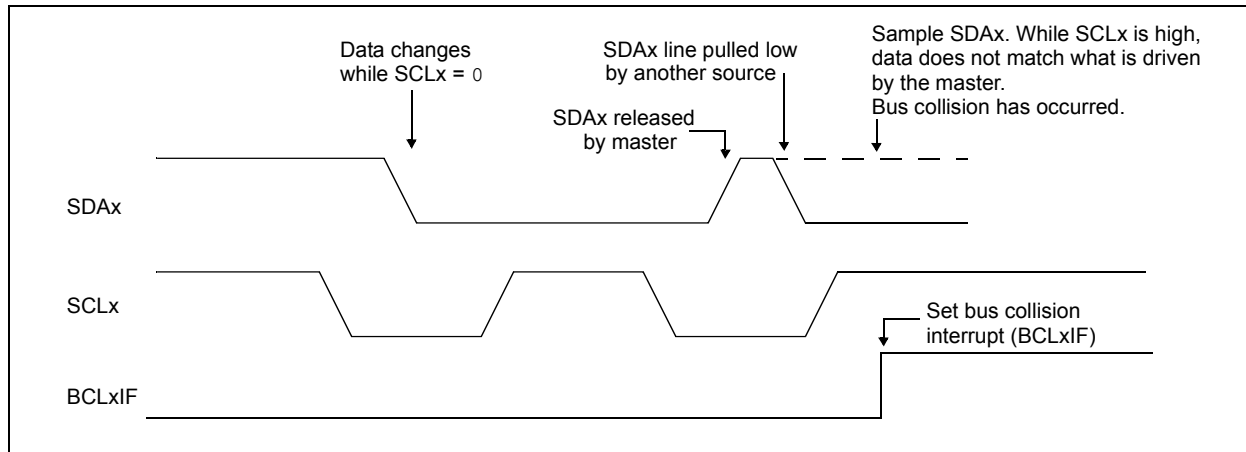 Data changes
while SCLx = 0
SDAx line pulled low
by another source
SDAx released
by master
Sample SDAx. While SCLx is high,
data does not match what is driven
by the master.
Bus collision has occurred.
SDAx
SCLx
Set bus collision
interrupt (BCLxIF)
BCLxIF